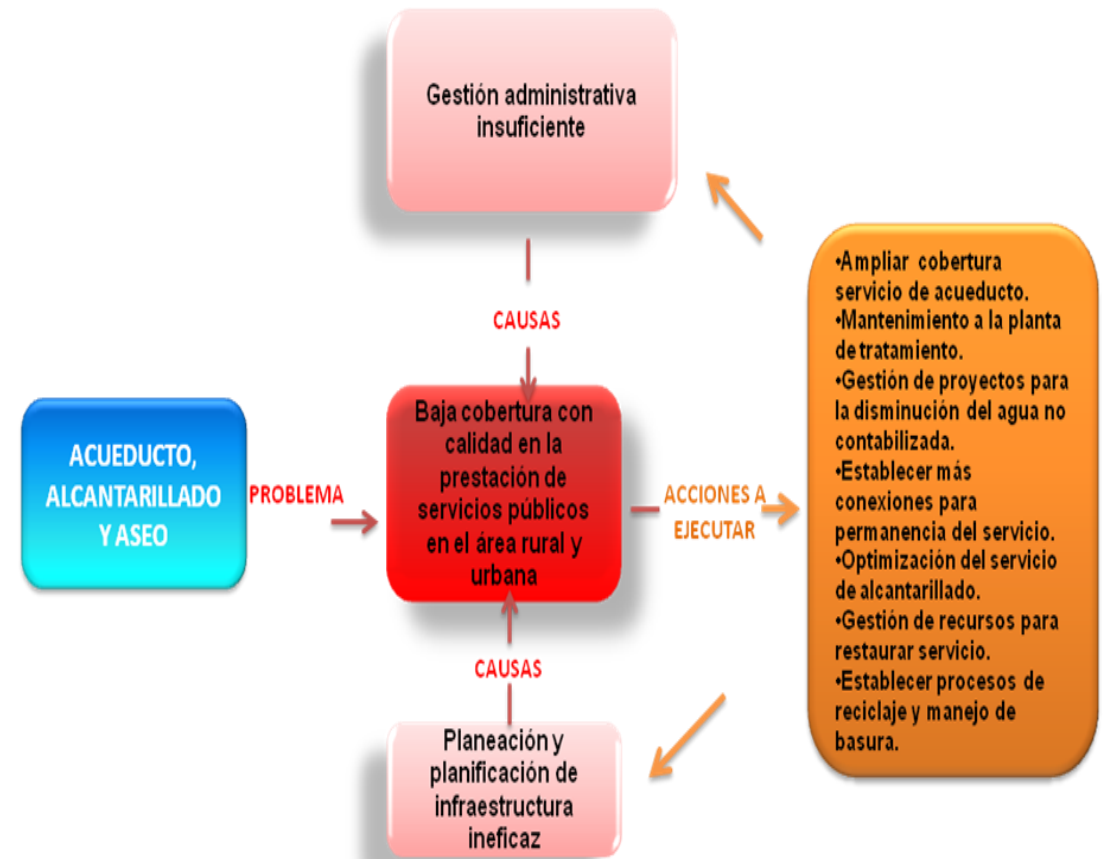 Gestión administrativa
insuficiente
CAUSAS
ACUEDUCTO,
ALCANTARILLADO
Y ASEO
PROBLEMA
Baja cobertura con
calidad en la
prestación de
servicios públicos
en el área rural y
urbana
ACCIONES A
EJECUTAR
•Ampliar cobertura
servicio de acueducto.
•Mantenimiento a la planta
de tratamiento.
•Gestión de proyectos para
la disminución del agua no
contabilizada.
•Establecer más
conexiones para
permanencia del servicio.
•Optimización del servicio
de alcantarillado.
•Gestión de recursos para
restaurar servicio.
•Establecer procesos de
reciclaje y manejo de
basura.
CAUSAS
Planeación y
planificación de
infraestructura
ineficaz